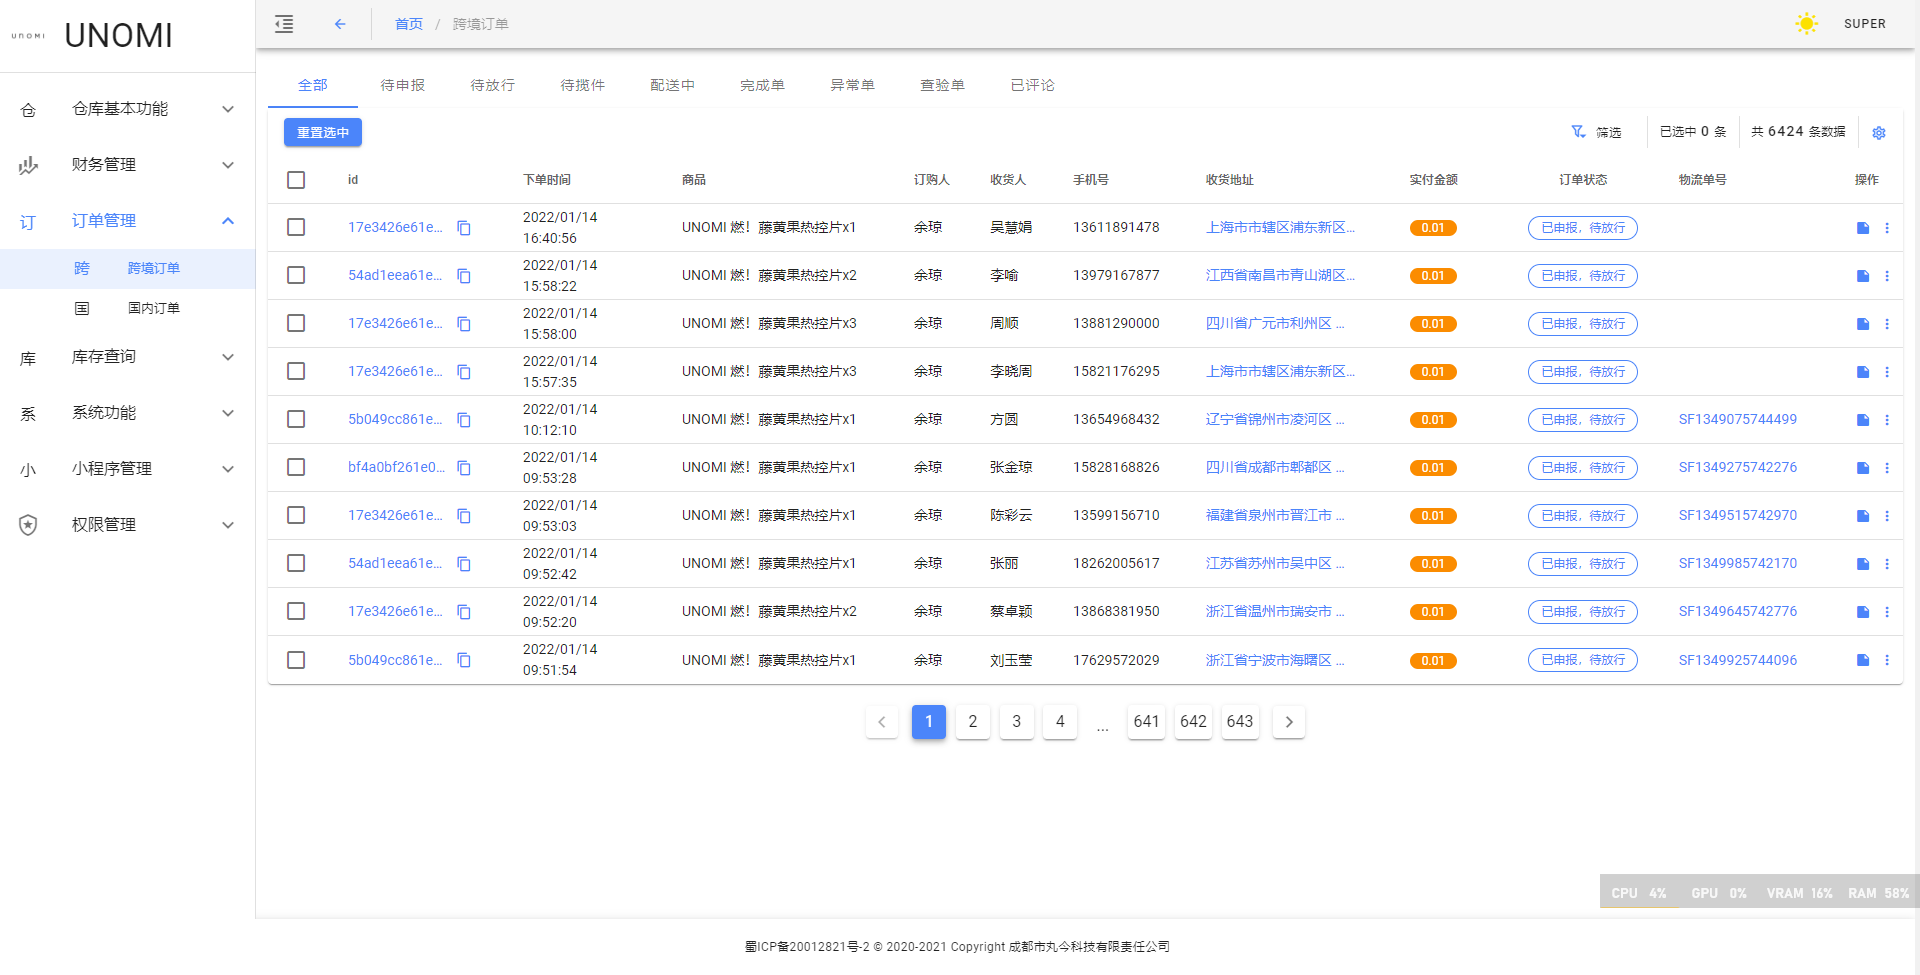 UNOMI UNOMI
首页 / 跨境订单
SUPER
仓 仓库基本功能
财务管理
订 订单管理
跨 跨境订单
国 国内订单
库 库存查询
系 系统功能
小 小程序管理
权限管理
全部 待申报 待放行 待揽件 配送中 完成单 异常单 查验单 已评论
重置选中
筛选 已选中 0 条 共 6424 条数据
id 下单时间 商品 订购人 收货人 手机号 收货地址 实付金额 订单状态 物流单号 操作
17e3426e61e... 2022/01/14 16:40:56 UNOMI 燃！藤黄果热控片x1 余琼 吴慧娟 13611891478 上海市市辖区浦东新区... 0.01 已申报，待放行
54ad1eea61e... 2022/01/14 15:58:22 UNOMI 燃！藤黄果热控片x2 余琼 李喻 13979167877 江西省南昌市青山湖区... 0.01 已申报，待放行
17e3426e61e... 2022/01/14 15:58:00 UNOMI 燃！藤黄果热控片x3 余琼 周顺 13881290000 四川省广元市利州区 ... 0.01 已申报，待放行
17e3426e61e... 2022/01/14 15:57:35 UNOMI 燃！藤黄果热控片x3 余琼 李晓周 15821176295 上海市市辖区浦东新区... 0.01 已申报，待放行
5b049cc861e... 2022/01/14 10:12:10 UNOMI 燃！藤黄果热控片x1 余琼 方圆 13654968432 辽宁省锦州市凌河区 ... 0.01 已申报，待放行 SF1349075744499
bf4a0bf261e0... 2022/01/14 09:53:28 UNOMI 燃！藤黄果热控片x1 余琼 张金琼 15828168826 四川省成都市郫都区 ... 0.01 已申报，待放行 SF1349275742276
17e3426e61e... 2022/01/14 09:53:03 UNOMI 燃！藤黄果热控片x1 余琼 陈彩云 13599156710 福建省泉州市晋江市 ... 0.01 已申报，待放行 SF1349515742970
54ad1eea61e... 2022/01/14 09:52:42 UNOMI 燃！藤黄果热控片x1 余琼 张丽 18262005617 江苏省苏州市吴中区 ... 0.01 已申报，待放行 SF1349985742170
17e3426e61e... 2022/01/14 09:52:20 UNOMI 燃！藤黄果热控片x2 余琼 蔡卓颖 13868381950 浙江省温州市瑞安市 ... 0.01 已申报，待放行 SF1349645742776
5b049cc861e... 2022/01/14 09:51:54 UNOMI 燃！藤黄果热控片x1 余琼 刘玉莹 17629572029 浙江省宁波市海曙区 ... 0.01 已申报，待放行 SF1349925744096
1 2 3 4 ... 641 642 643
CPU 4% GPU 0% VRAM 16% RAM 58%
蜀ICP备20012821号-2 © 2020-2021 Copyright 成都市丸今科技有限责任公司